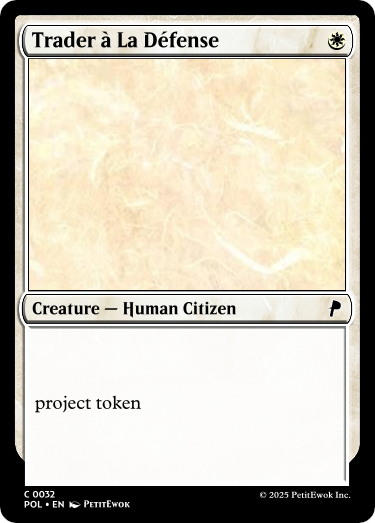 Trader à La Défense
Creature — Human Citizen
project token
C 0032
POL • EN PetitEwok
© 2025 PetitEwok Inc.